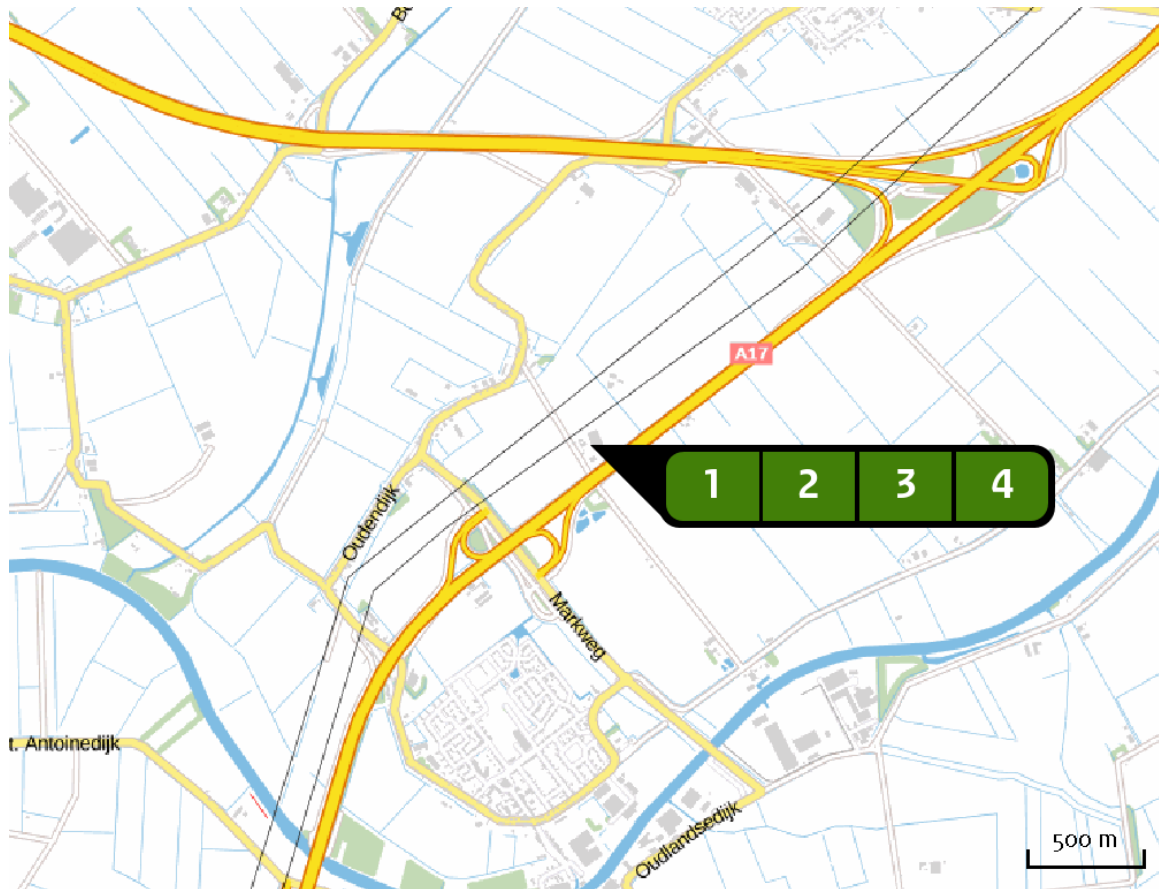 A17
1 2 3 4
Oudendijk
Markweg
t. Antoinedijk
Oudlandsedijk
500 m